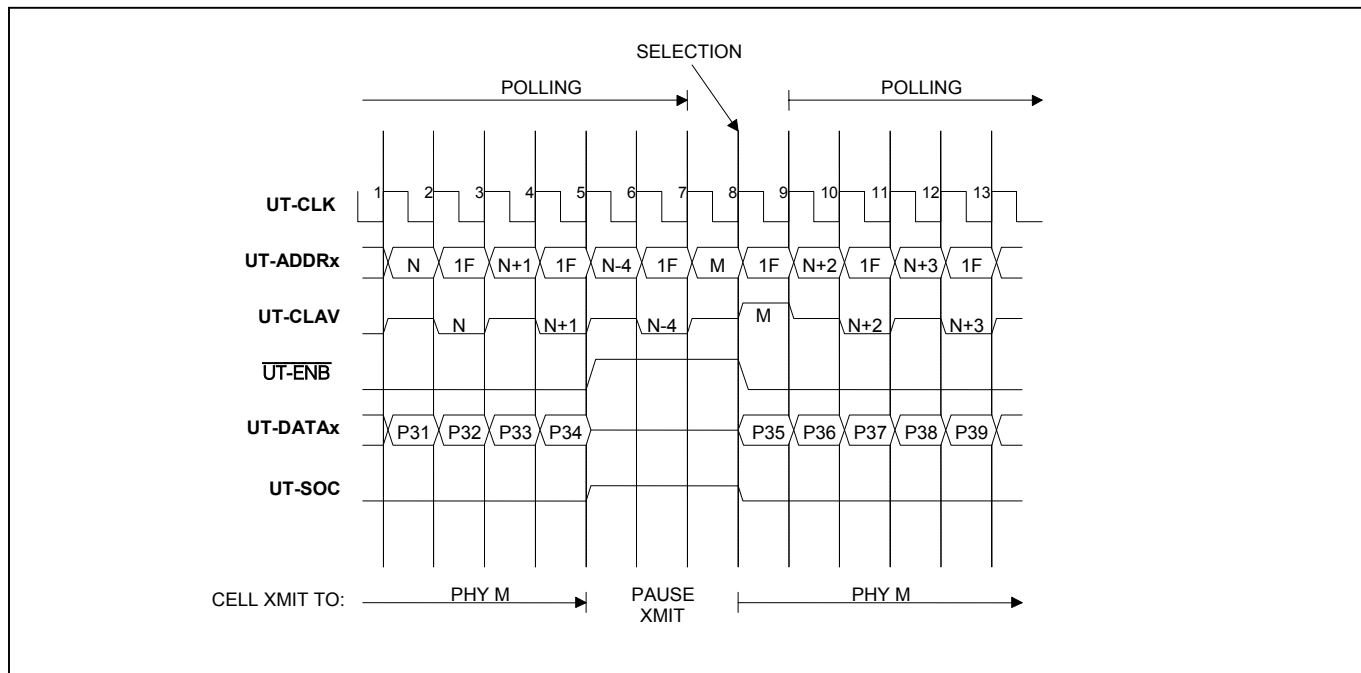 SELECTION
POLLING POLLING
UT-CLK 1 2 3 4 5 6 7 8 9 10 11 12 13
UT-ADDRx N 1F N+1 1F N-4 1F M 1F N+2 1F N+3 1F
UT-CLAV N N+1 N-4 M N+2 N+3
UT-ENB
UT-DATAx P31 P32 P33 P34 P35 P36 P37 P38 P39
UT-SOC
CELL XMIT TO: PHY M PAUSE PHY M
XMIT